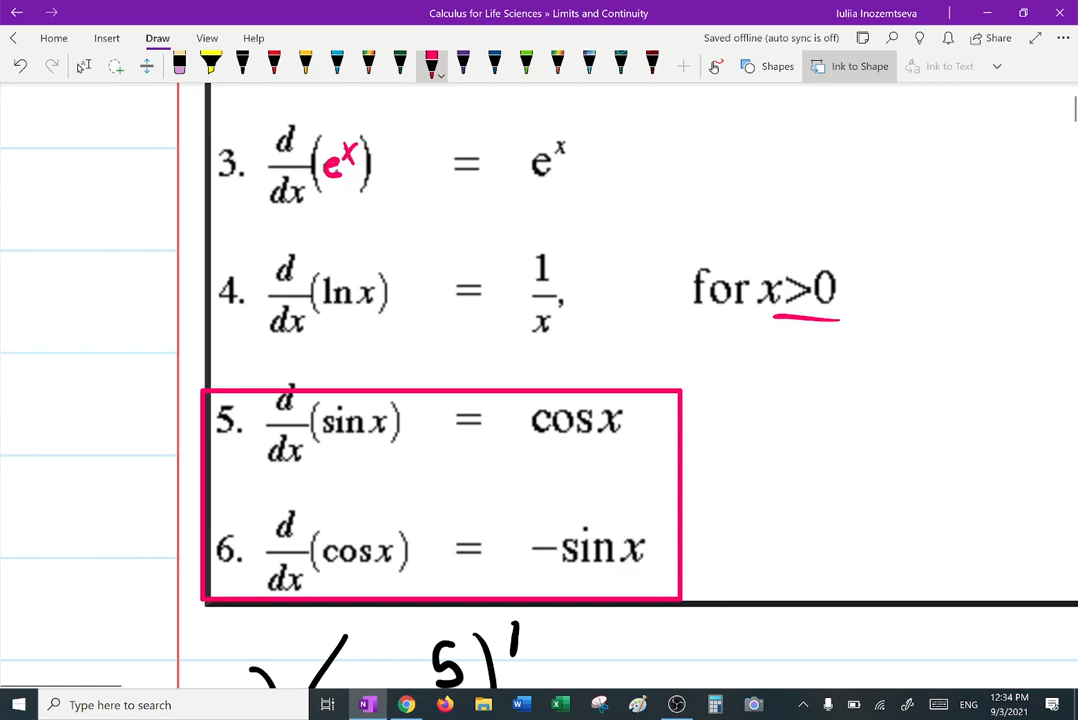 Calculus for Life Sciences » Limits and Continuity
Iuliia Inozemtseva
Home Insert Draw View Help
Saved offline (auto sync is off)
Share
Shapes
Ink to Shape
Ink to Text
3. d/dx (e^x) = e^x
4. d/dx (ln x) = 1/x, for x>0
5. d/dx (sin x) = cos x
6. d/dx (cos x) = −sin x
5)'
Type here to search
ENG
12:34 PM
9/3/2021